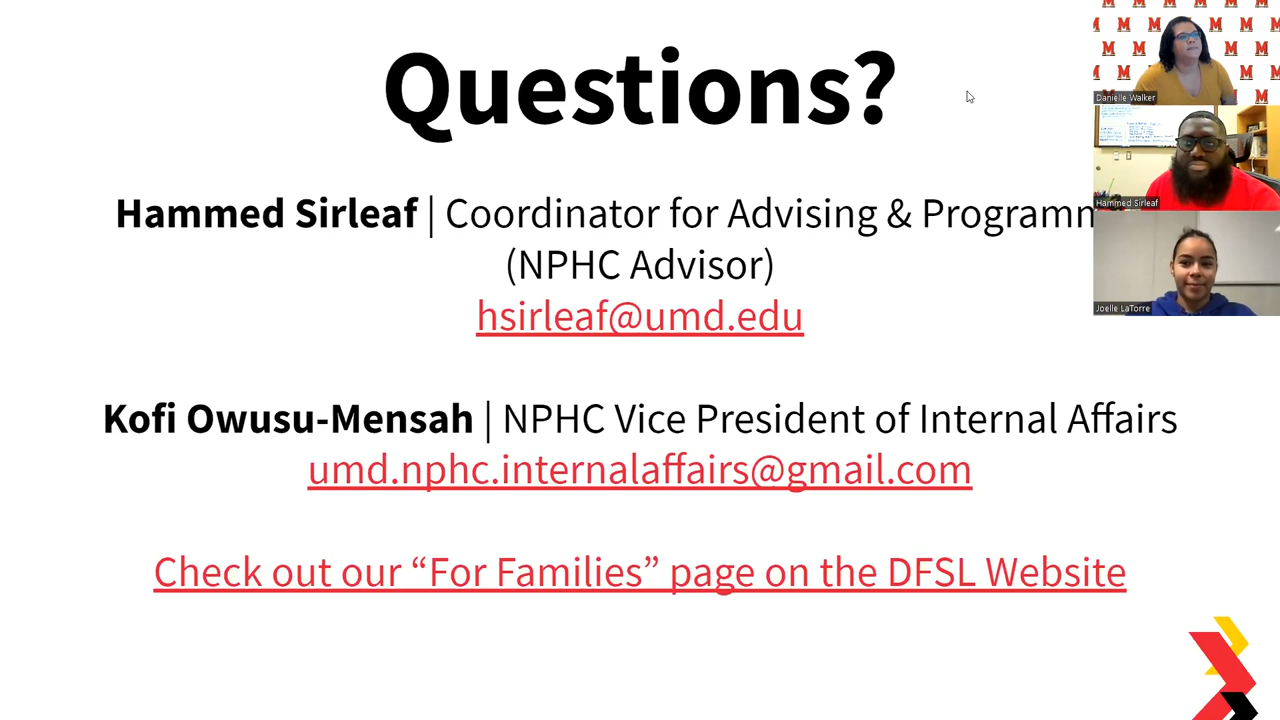 Questions?
Hammed Sirleaf | Coordinator for Advising & Programm
(NPHC Advisor)
hsirleaf@umd.edu
Kofi Owusu-Mensah | NPHC Vice President of Internal Affairs
umd.nphc.internalaffairs@gmail.com
Check out our “For Families” page on the DFSL Website
Danielle Walker
Hammed Sirleaf
Joelle LaTorre